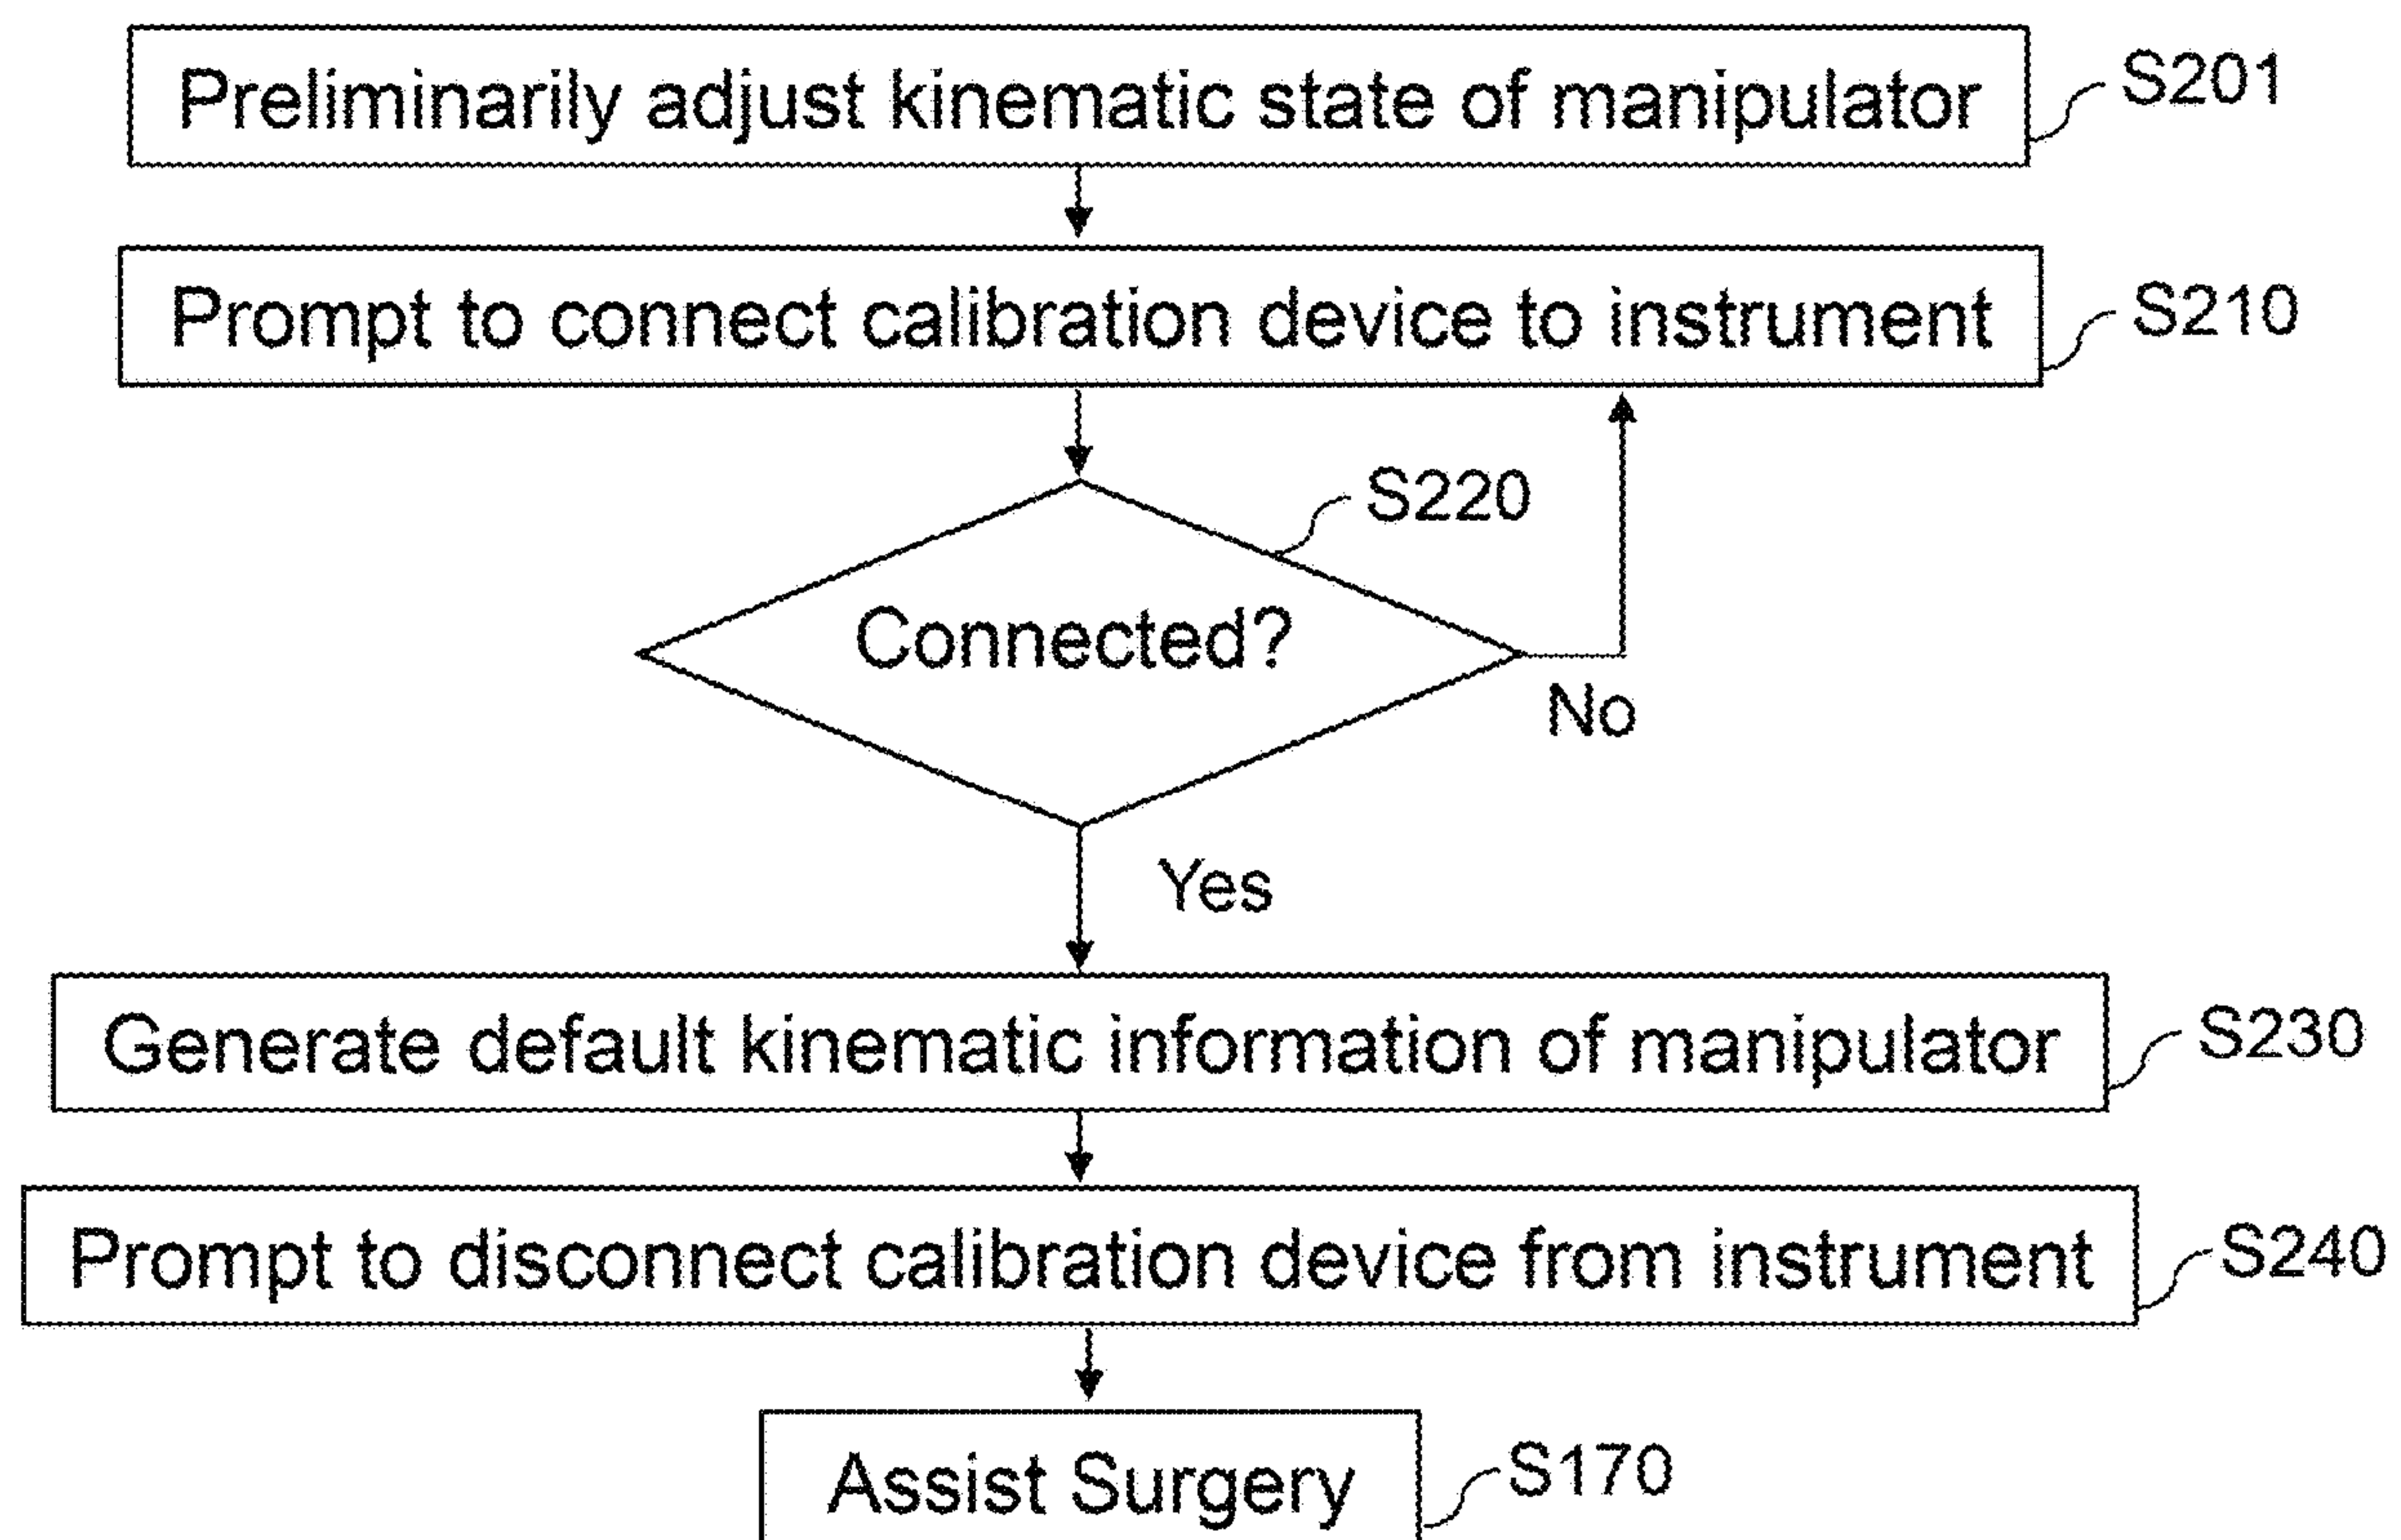 Preliminarily adjust kinematic state of manipulator S201
Prompt to connect calibration device to instrument S210
S220
Connected?
No
Yes
Generate default kinematic information of manipulator S230
Prompt to disconnect calibration device from instrument S240
Assist Surgery S170